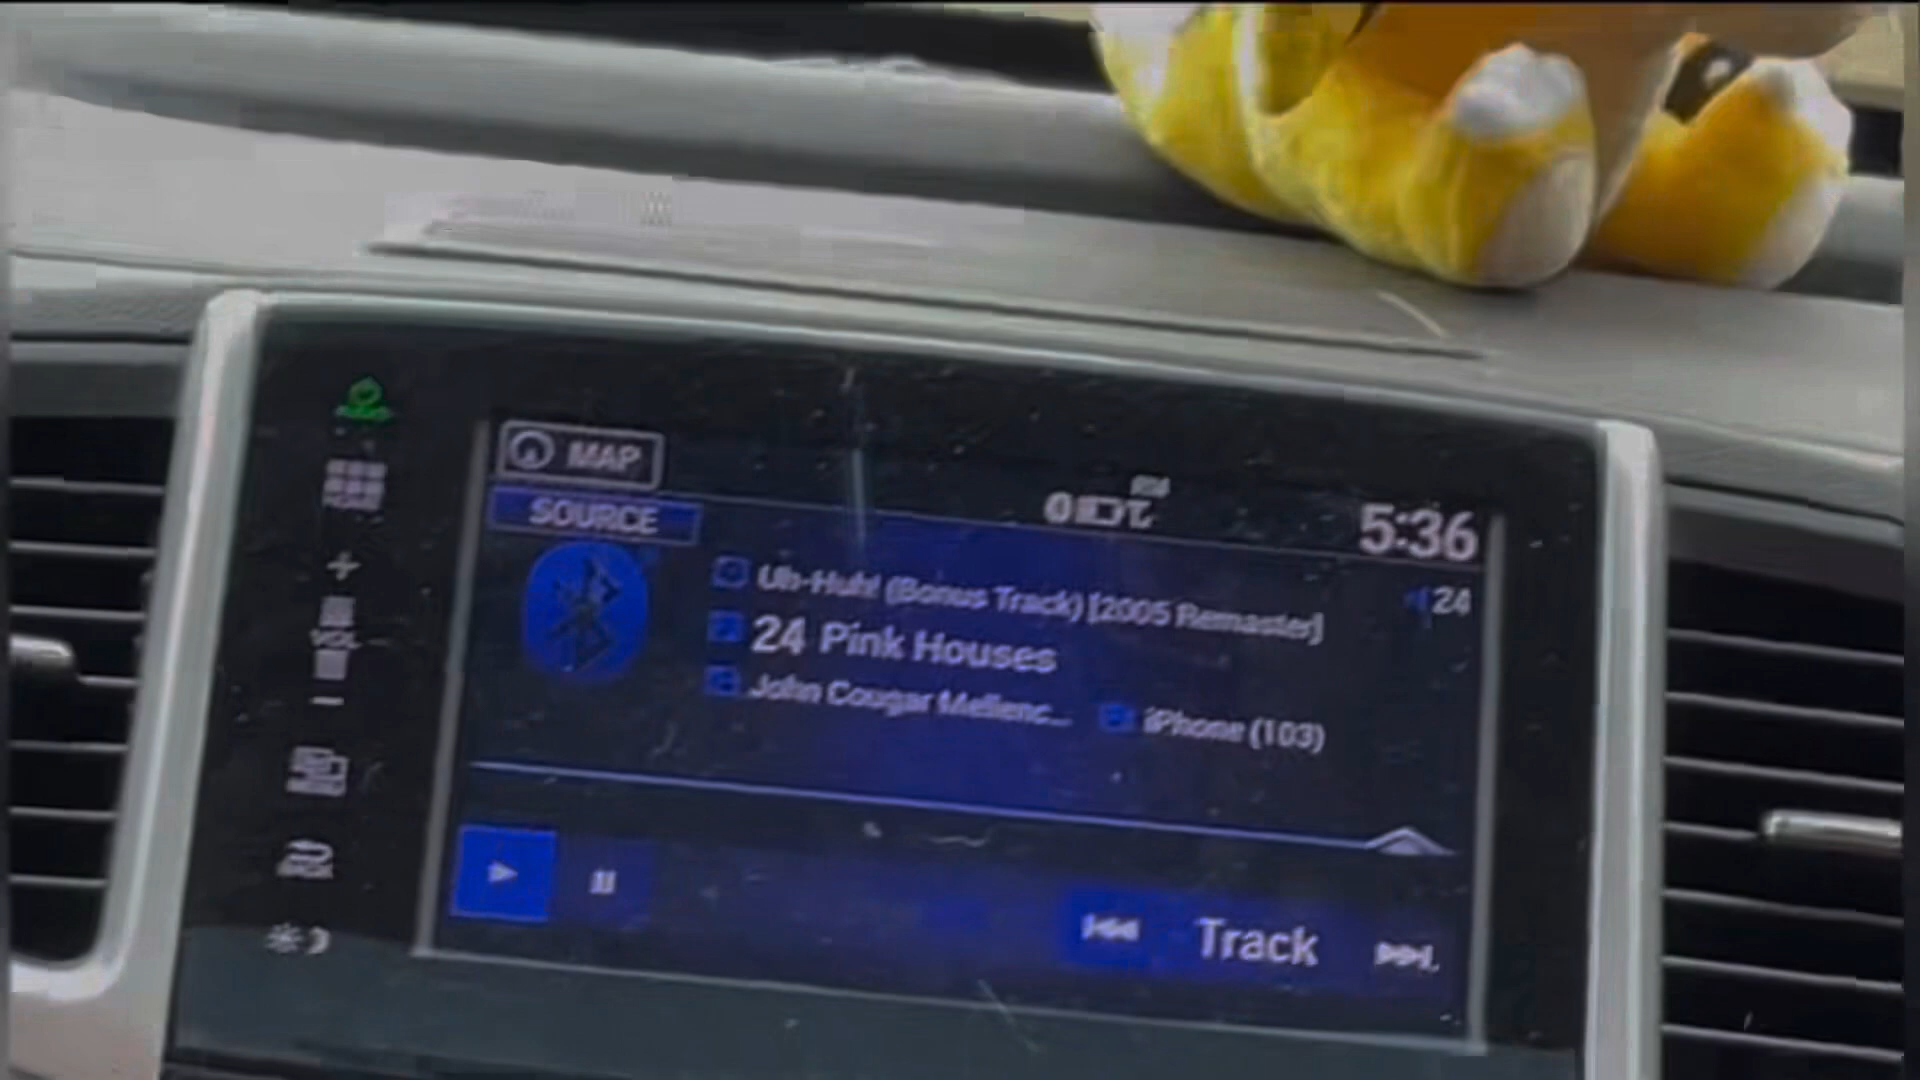 MAP
5:36
SOURCE
Uh-Huh! (Bonus Track) [2005 Remaster]
24
24 Pink Houses
John Cougar Mellenc...
iPhone (103)
VOL
Track